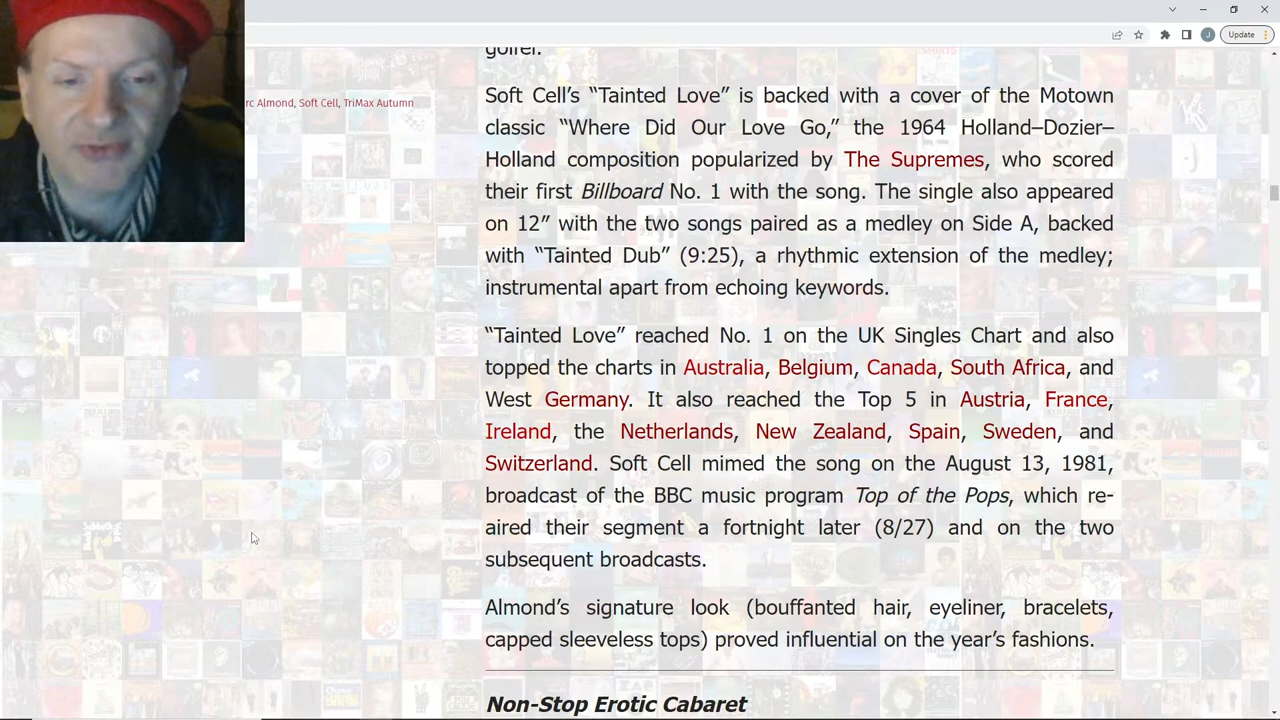 Update
golfer.
rc Almond, Soft Cell, TriMax Autumn
Soft Cell’s “Tainted Love” is backed with a cover of the Motown
classic “Where Did Our Love Go,” the 1964 Holland–Dozier–
Holland composition popularized by The Supremes, who scored
their first Billboard No. 1 with the song. The single also appeared
on 12” with the two songs paired as a medley on Side A, backed
with “Tainted Dub” (9:25), a rhythmic extension of the medley;
instrumental apart from echoing keywords.
“Tainted Love” reached No. 1 on the UK Singles Chart and also
topped the charts in Australia, Belgium, Canada, South Africa, and
West Germany. It also reached the Top 5 in Austria, France,
Ireland, the Netherlands, New Zealand, Spain, Sweden, and
Switzerland. Soft Cell mimed the song on the August 13, 1981,
broadcast of the BBC music program Top of the Pops, which re-
aired their segment a fortnight later (8/27) and on the two
subsequent broadcasts.
Almond’s signature look (bouffanted hair, eyeliner, bracelets,
capped sleeveless tops) proved influential on the year’s fashions.
Non-Stop Erotic Cabaret